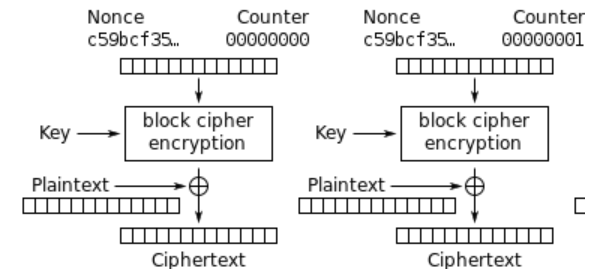 Nonce Counter Nonce Counter
c59bcf35… 00000000 c59bcf35… 00000001
block cipher encryption
Key
block cipher encryption
Key
Plaintext Plaintext
Ciphertext Ciphertext